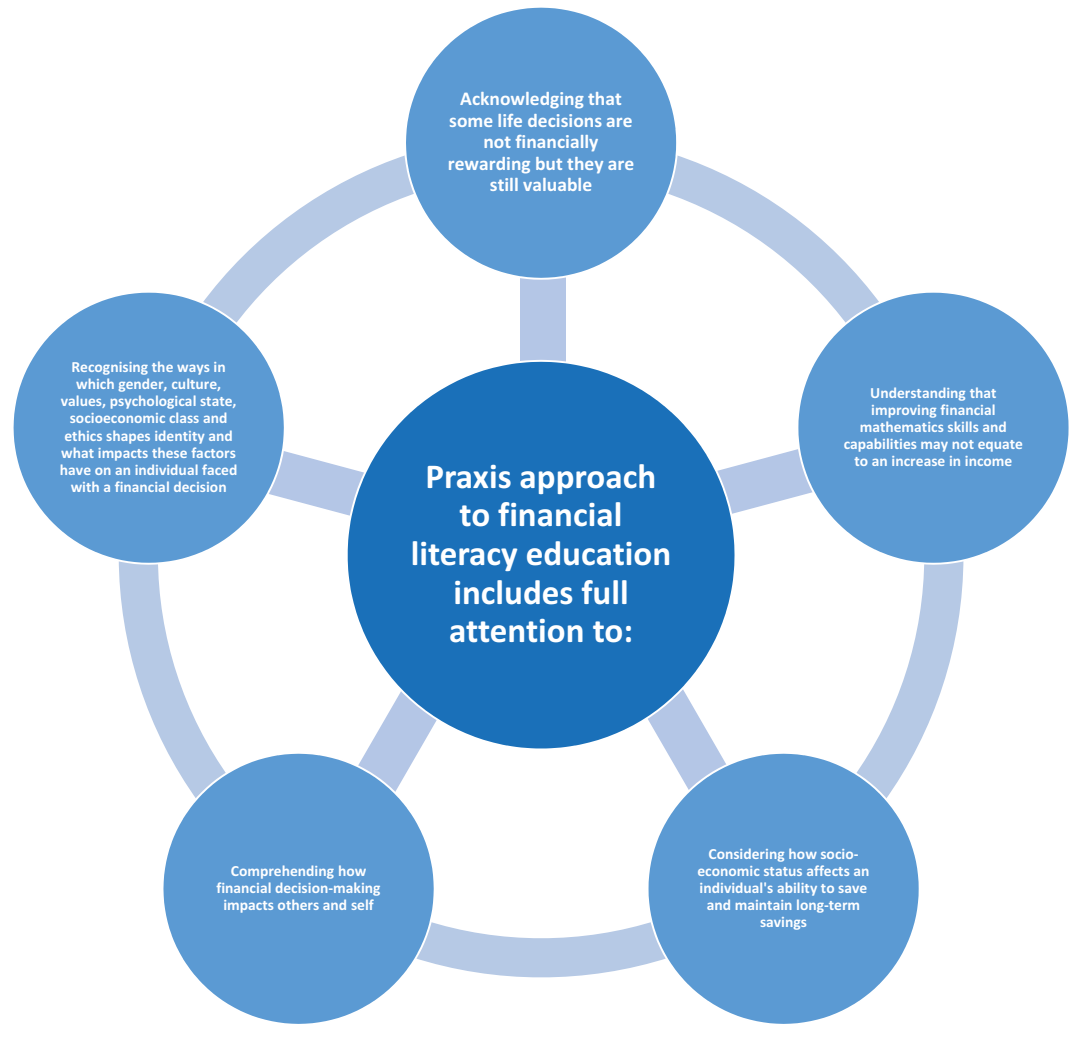 Acknowledging that
some life decisions are
not financially
rewarding but they are
still valuable
Understanding that
improving financial
mathematics skills and
capabilities may not equate
to an increase in income
Considering how socio-
economic status affects an
individual's ability to save
and maintain long-term
savings
Comprehending how
financial decision-making
impacts others and self
Recognising the ways in
which gender, culture,
values, psychological state,
socioeconomic class and
ethics shapes identity and
what impacts these factors
have on an individual faced
with a financial decision
Praxis approach
to financial
literacy education
includes full
attention to: